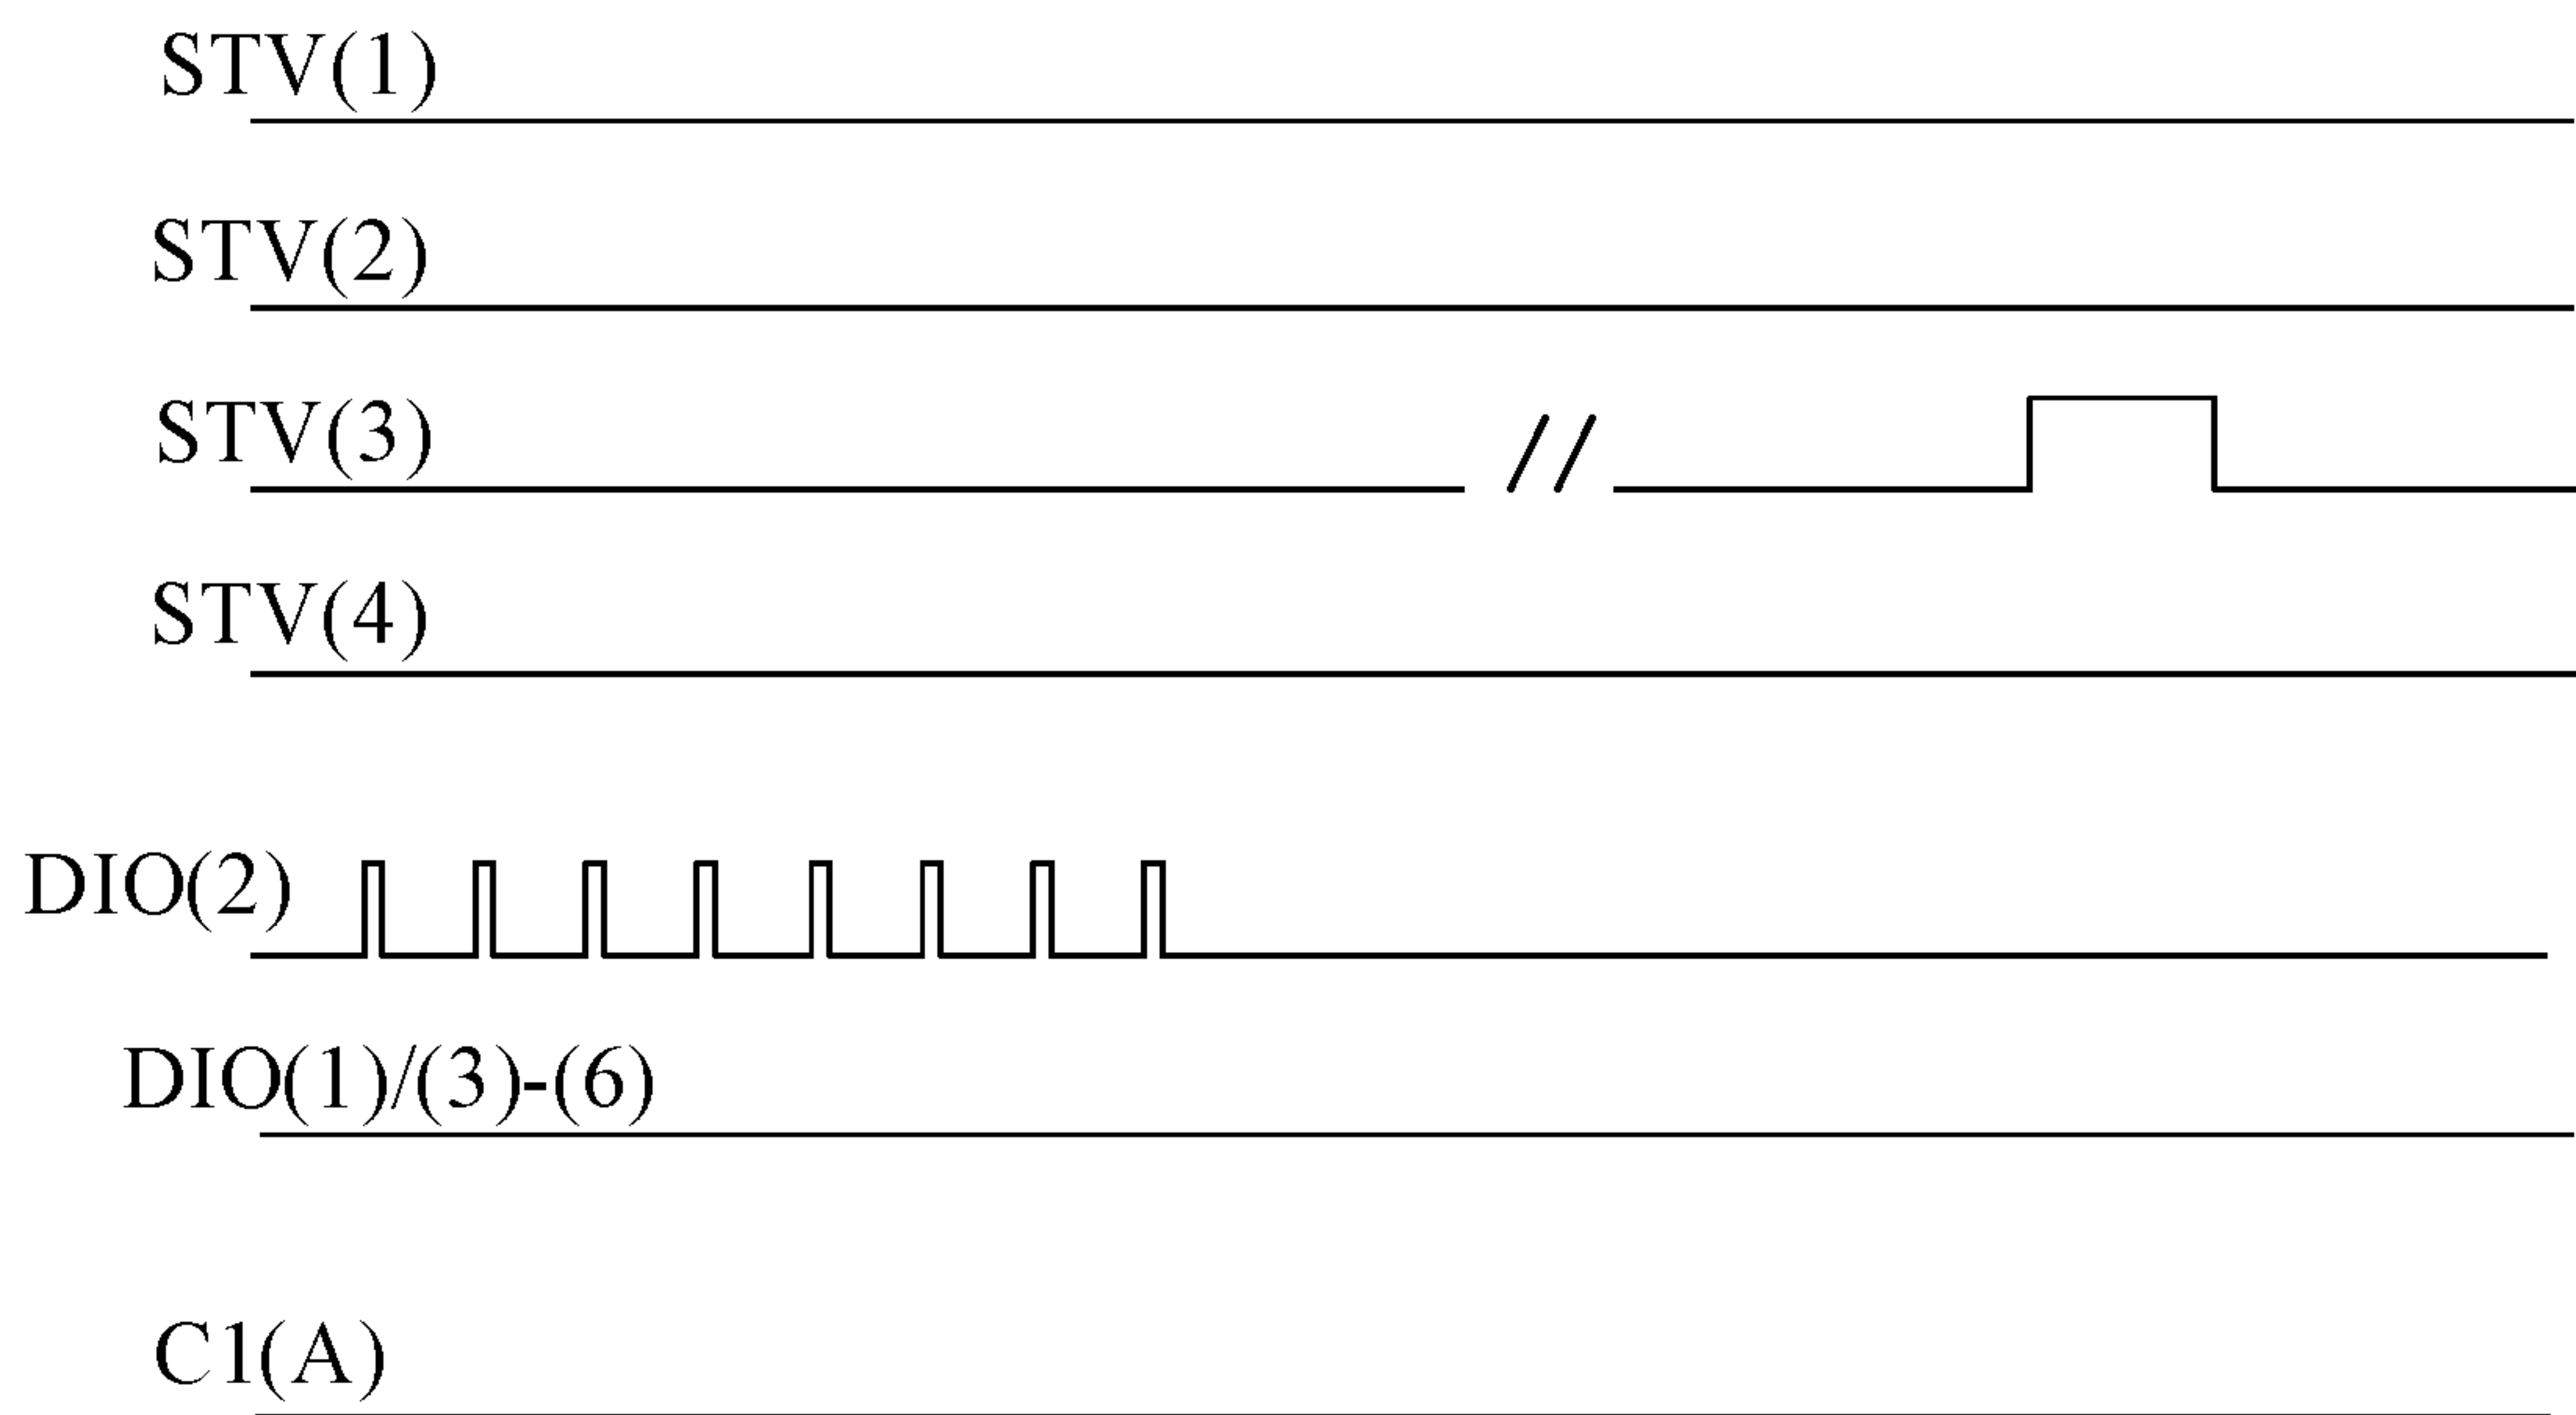 STV(1)
STV(2)
STV(3)
STV(4)
DIO(2)
DIO(1)/(3)-(6)
C1(A)